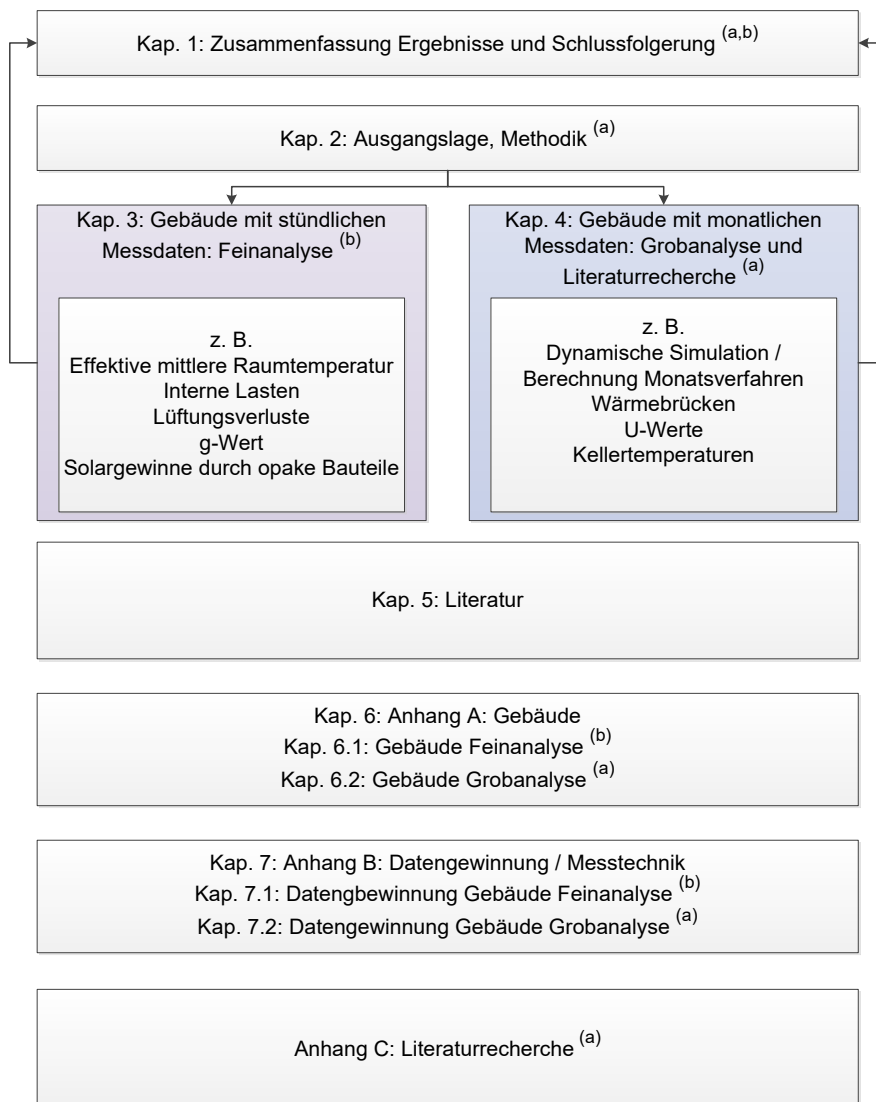 Kap. 1: Zusammenfassung Ergebnisse und Schlussfolgerung (a,b)
Kap. 2: Ausgangslage, Methodik (a)
Kap. 3: Gebäude mit stündlichen
Messdaten: Feinanalyse (b)
z. B.
Effektive mittlere Raumtemperatur
Interne Lasten
Lüftungsverluste
g-Wert
Solargewinne durch opake Bauteile
Kap. 4: Gebäude mit monatlichen
Messdaten: Grobanalyse und
Literaturrecherche (a)
z. B.
Dynamische Simulation /
Berechnung Monatsverfahren
Wärmebrücken
U-Werte
Kellertemperaturen
Kap. 5: Literatur
Kap. 6: Anhang A: Gebäude
Kap. 6.1: Gebäude Feinanalyse (b)
Kap. 6.2: Gebäude Grobanalyse (a)
Kap. 7: Anhang B: Datengewinnung / Messtechnik
Kap. 7.1: Datengbewinnung Gebäude Feinanalyse (b)
Kap. 7.2: Datengewinnung Gebäude Grobanalyse (a)
Anhang C: Literaturrecherche (a)